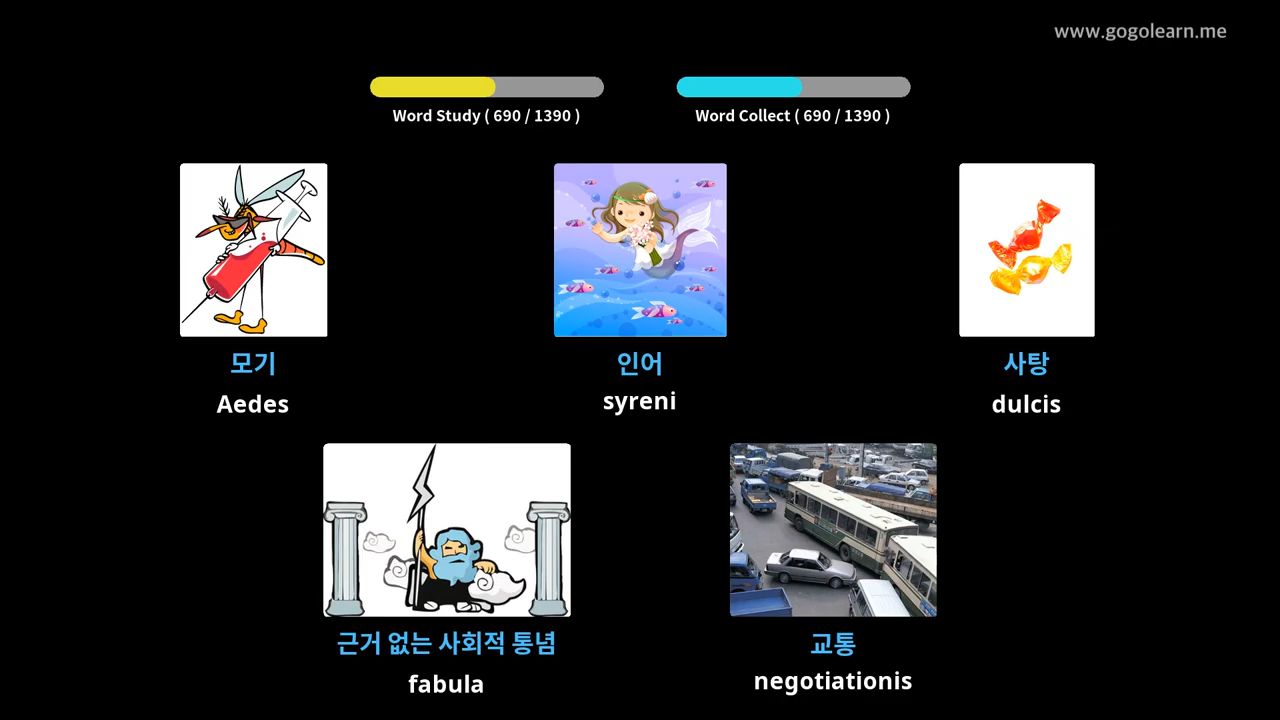 www.gogolearn.me
Word Study ( 690 / 1390 )
Word Collect ( 690 / 1390 )
모기
인어
사탕
Aedes
syreni
dulcis
근거 없는 사회적 통념
교통
fabula
negotiationis